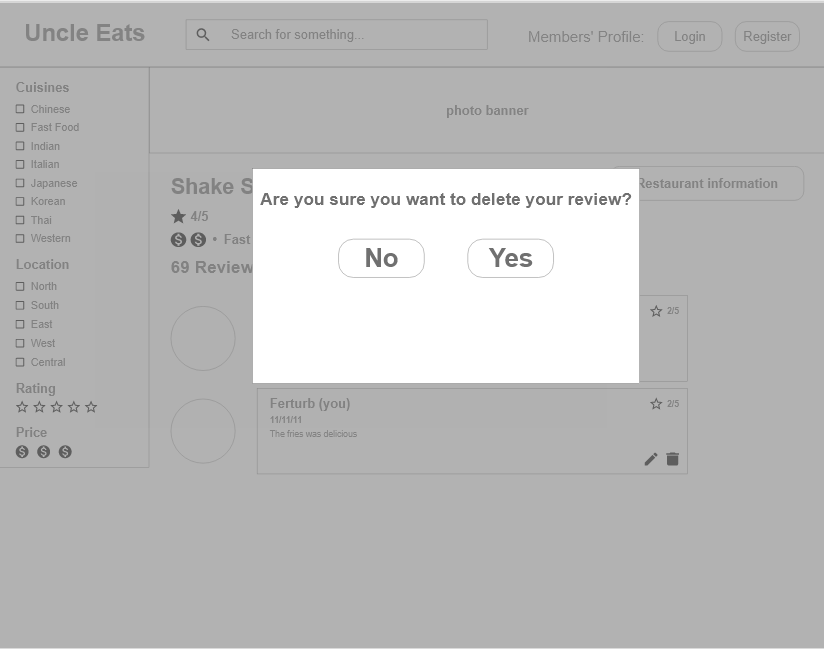 Uncle Eats
Search for something...
Members' Profile:
Login
Register
Cuisines
Chinese
Fast Food
Indian
Italian
Japanese
Korean
Thai
Western
Location
North
South
East
West
Central
Rating
Price
photo banner
Shake S
4/5
• Fast
69 Review
Restaurant information
Are you sure you want to delete your review?
No
Yes
2/5
Ferturb (you)
2/5
11/11/11
The fries was delicious